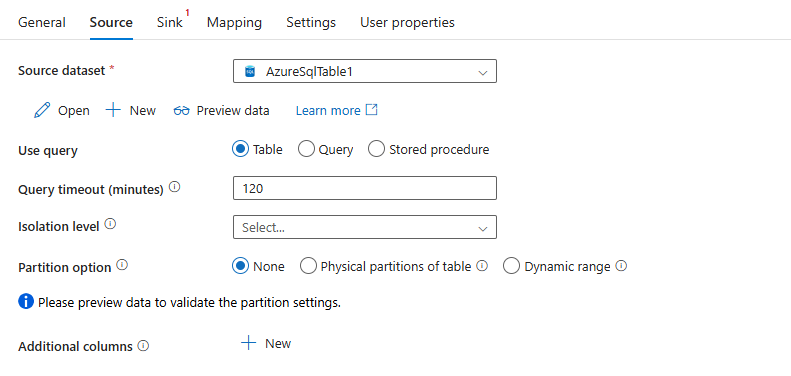 General Source Sink 1 Mapping Settings User properties
Source dataset * SQL AzureSqlTable1
Open New Preview data Learn more
Use query Table Query Stored procedure
Query timeout (minutes) 120
Isolation level Select...
Partition option None Physical partitions of table Dynamic range
Please preview data to validate the partition settings.
Additional columns New